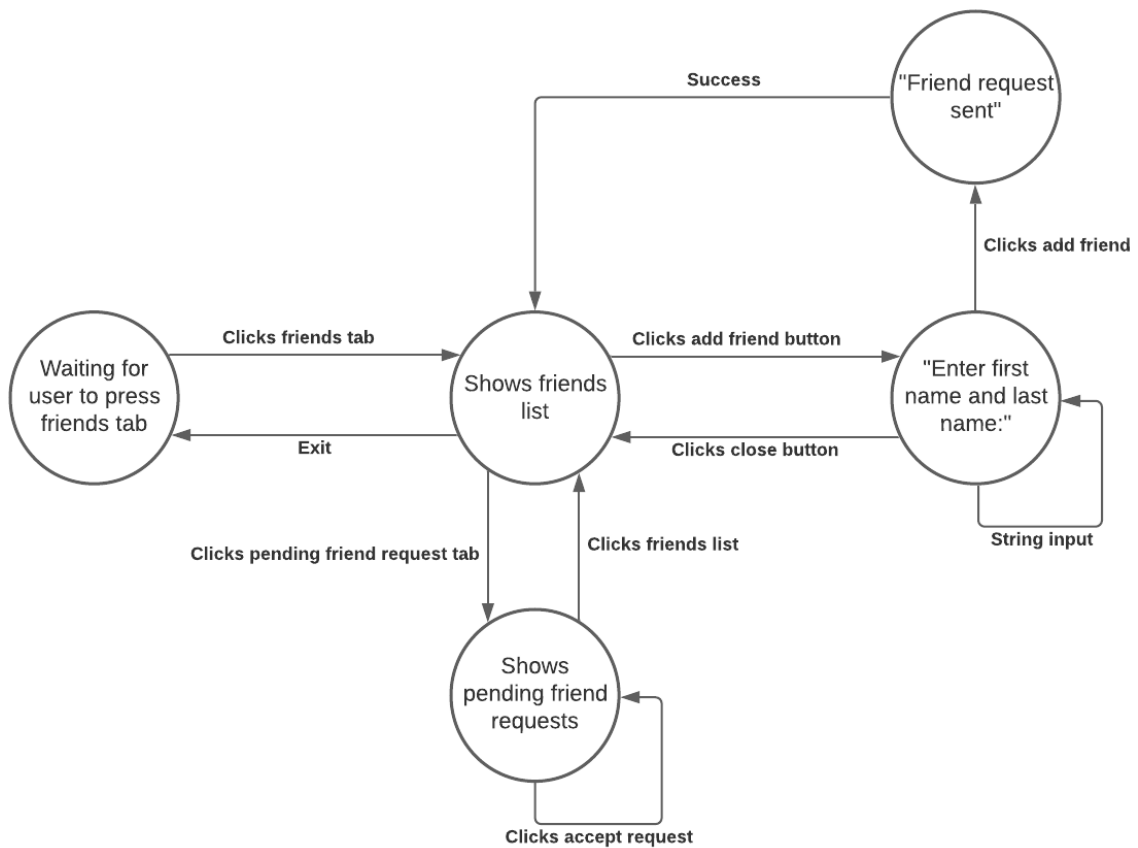 Success
"Friend request
sent"
Clicks add friend
Waiting for
user to press
friends tab
Clicks friends tab
Exit
Shows friends
list
Clicks add friend button
Clicks close button
"Enter first
name and last
name:"
String input
Clicks pending friend request tab
Clicks friends list
Shows
pending friend
requests
Clicks accept request